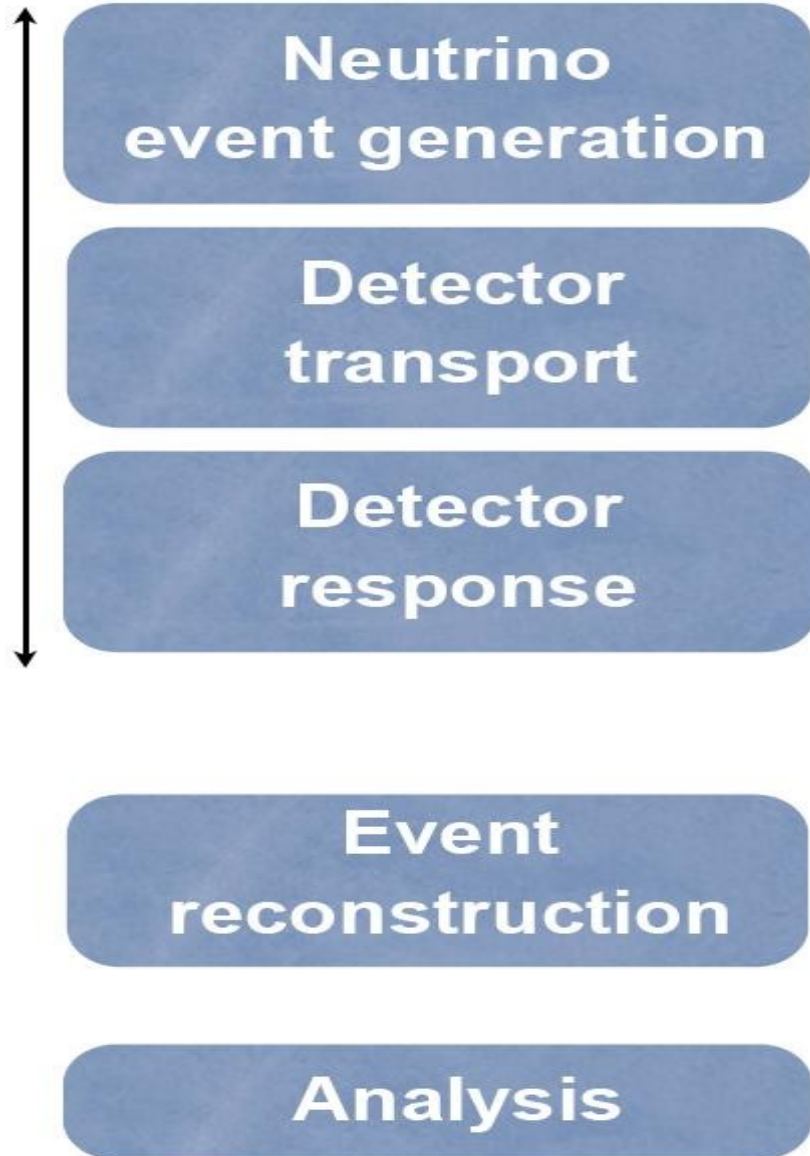 Neutrino
event generation
Detector
transport
Detector
response
Event
reconstruction
Analysis